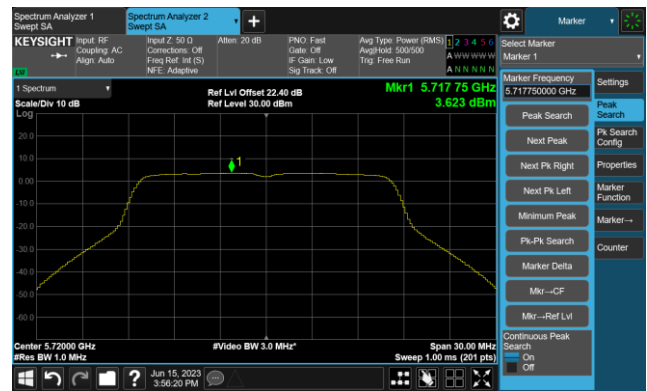 Spectrum Analyzer 1
Swept SA
Spectrum Analyzer 2
Swept SA
Marker
KEYSIGHT
Input: RF
Coupling: AC
Align: Auto
Input Z: 50 Ω
Corrections: Off
Freq Ref: Int (S)
NFE: Adaptive
Atten: 20 dB
PNO: Fast
Gate: Off
IF Gain: Low
Sig Track: Off
Avg Type: Power (RMS)
Avg|Hold: 500/500
Trig: Free Run
1 2 3 4 5 6
A W W W W W
A N N N N N
Select Marker
Marker 1
1 Spectrum
Scale/Div 10 dB
Log
Ref Lvl Offset 22.40 dB
Ref Level 30.00 dBm
Mkr1 5.717 75 GHz
3.623 dBm
20.0
10.0
0.00
-10.0
-20.0
-30.0
-40.0
-50.0
-60.0
1
Center 5.72000 GHz
#Res BW 1.0 MHz
#Video BW 3.0 MHz*
Span 30.00 MHz
Sweep 1.00 ms (201 pts)
Marker Frequency
5.717750000 GHz
Peak Search
Next Peak
Next Pk Right
Next Pk Left
Minimum Peak
Pk-Pk Search
Marker Delta
Mkr→CF
Mkr→Ref Lvl
Continuous Peak
Search
On
Off
Settings
Peak
Search
Pk Search
Config
Properties
Marker
Function
Marker→
Counter
?
Jun 15, 2023
3:56:20 PM